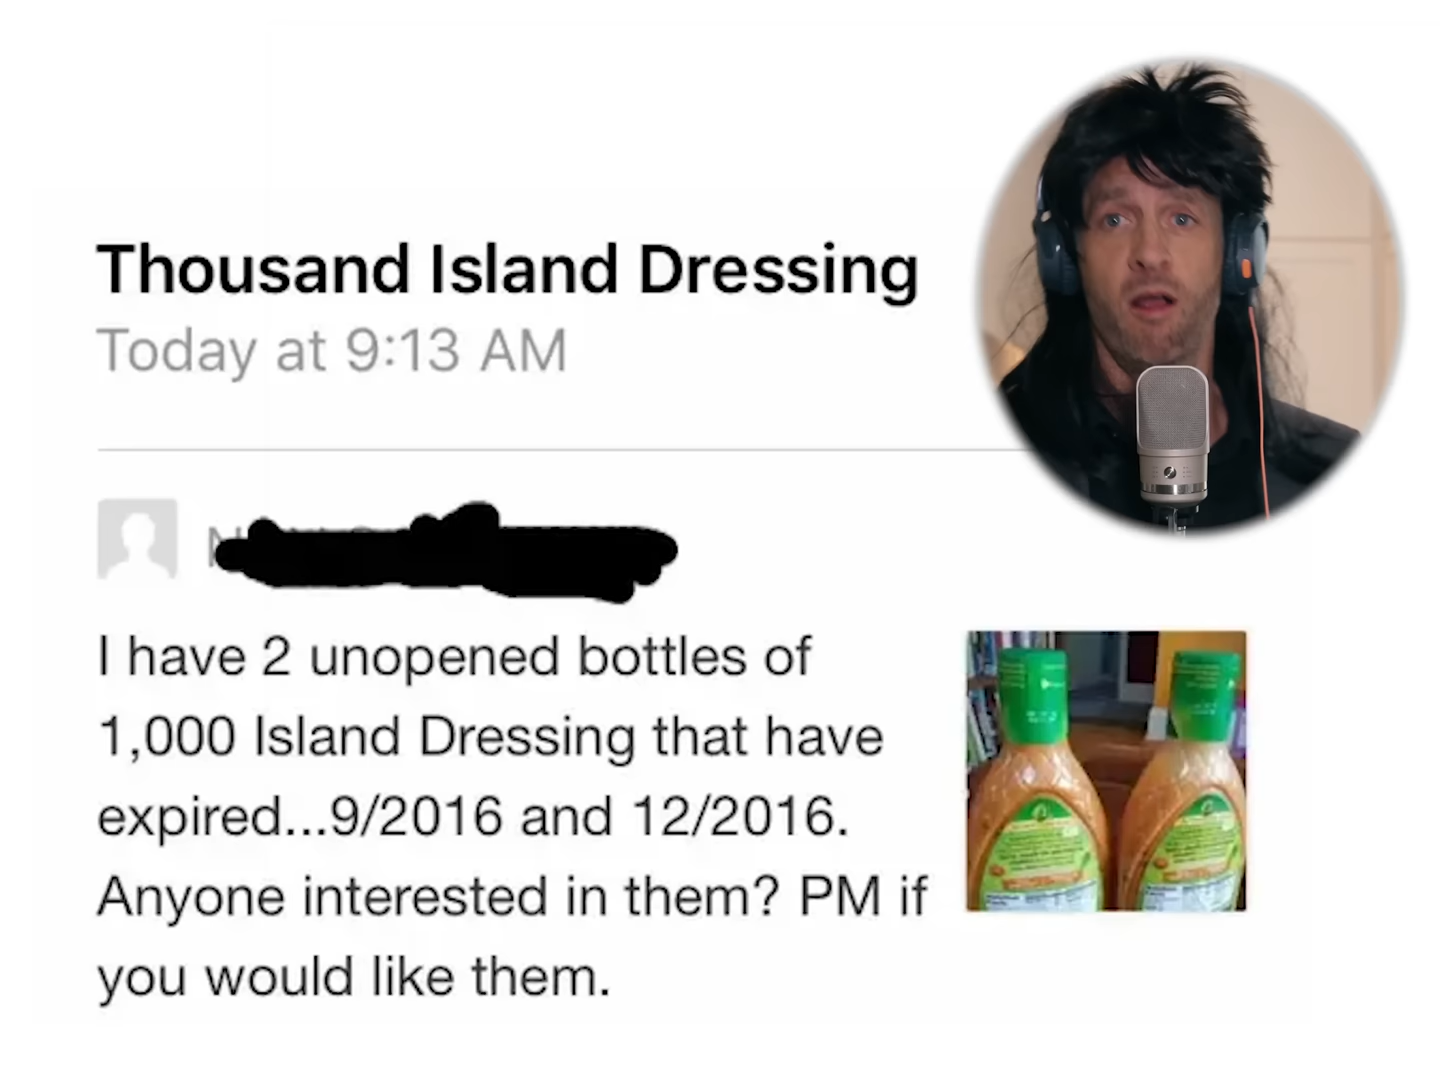 Thousand Island Dressing
Today at 9:13 AM
I have 2 unopened bottles of
1,000 Island Dressing that have
expired...9/2016 and 12/2016.
Anyone interested in them? PM if
you would like them.